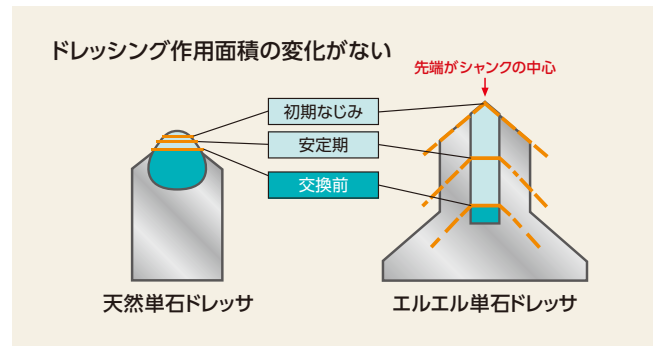 ドレッシング作用面積の変化がない
先端がシャンクの中心
初期なじみ
安定期
交換前
天然単石ドレッサ
エルエル単石ドレッサ